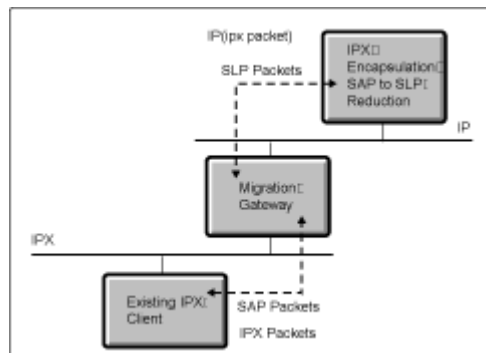 IP(ipx packet)
SLP Packets
IPX
Encapsulation
SAP to SLP
Reduction
IP
Migration
Gateway
IPX
Existing IPX
Client
SAP Packets
IPX Packets